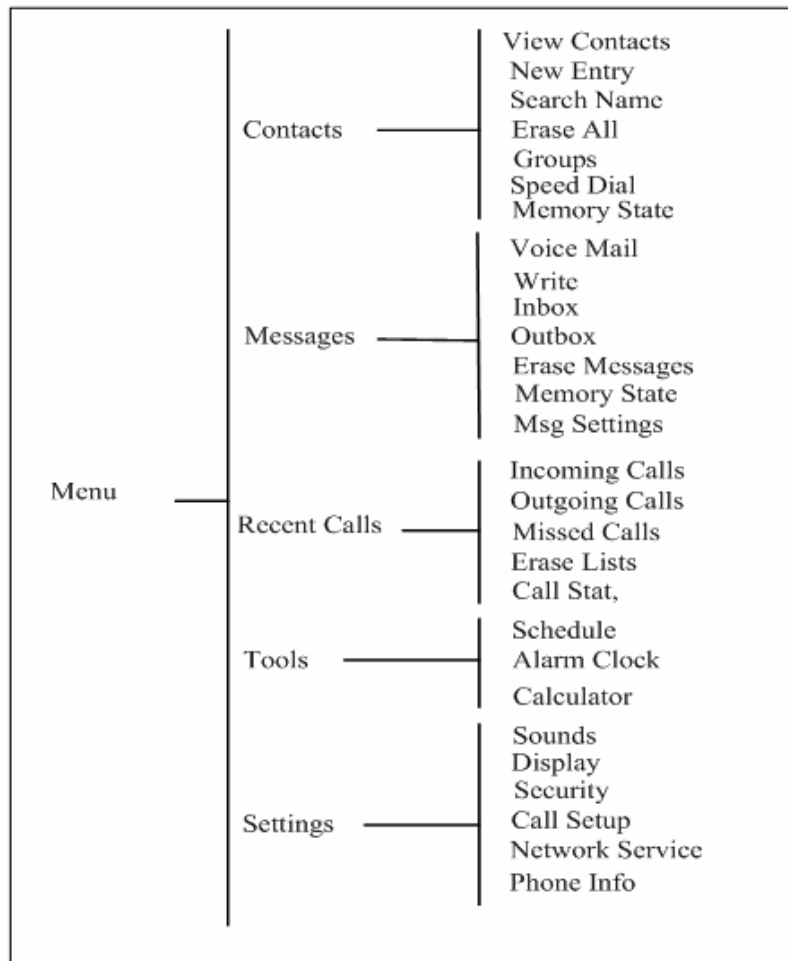 View Contacts
New Entry
Search Name
Contacts
Erase All
Groups
Speed Dial
Memory State
Voice Mail
Write
Inbox
Messages
Outbox
Erase Messages
Memory State
Msg Settings
Menu
Incoming Calls
Outgoing Calls
Recent Calls
Missed Calls
Erase Lists
Call Stat,
Schedule
Tools
Alarm Clock
Calculator
Sounds
Display
Security
Settings
Call Setup
Network Service
Phone Info